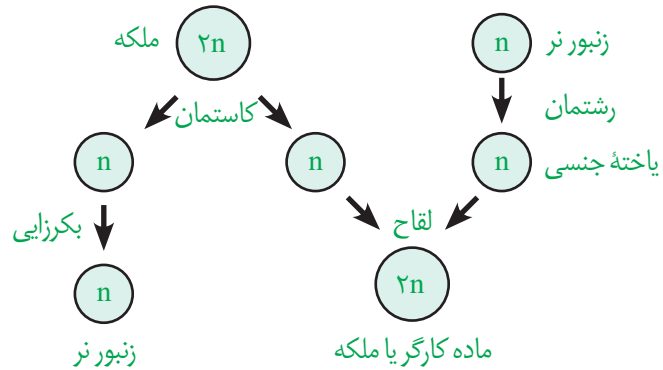 ملکه
۲n
n
زنبور نر
کاستمان
رشتمان
n
n
n
یاختهٔ جنسی
بکرزایی
لقاح
n
۲n
زنبور نر
ماده کارگر یا ملکه